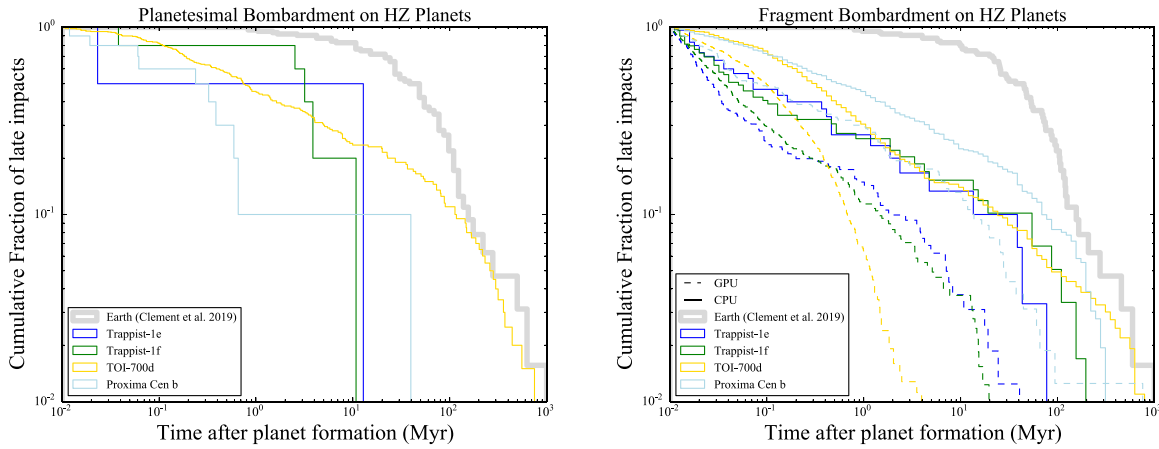 Planetesimal Bombardment on HZ Planets
Cumulative Fraction of late impacts
10^0
10^-1
10^-2
Earth (Clement et al. 2019)
Trappist-1e
Trappist-1f
TOI-700d
Proxima Cen b
10^-2
10^-1
10^0
10^1
10^2
10^3
Time after planet formation (Myr)
Fragment Bombardment on HZ Planets
Cumulative Fraction of late impacts
10^0
10^-1
10^-2
GPU
CPU
Earth (Clement et al. 2019)
Trappist-1e
Trappist-1f
TOI-700d
Proxima Cen b
10^-2
10^-1
10^0
10^1
10^2
10^3
Time after planet formation (Myr)